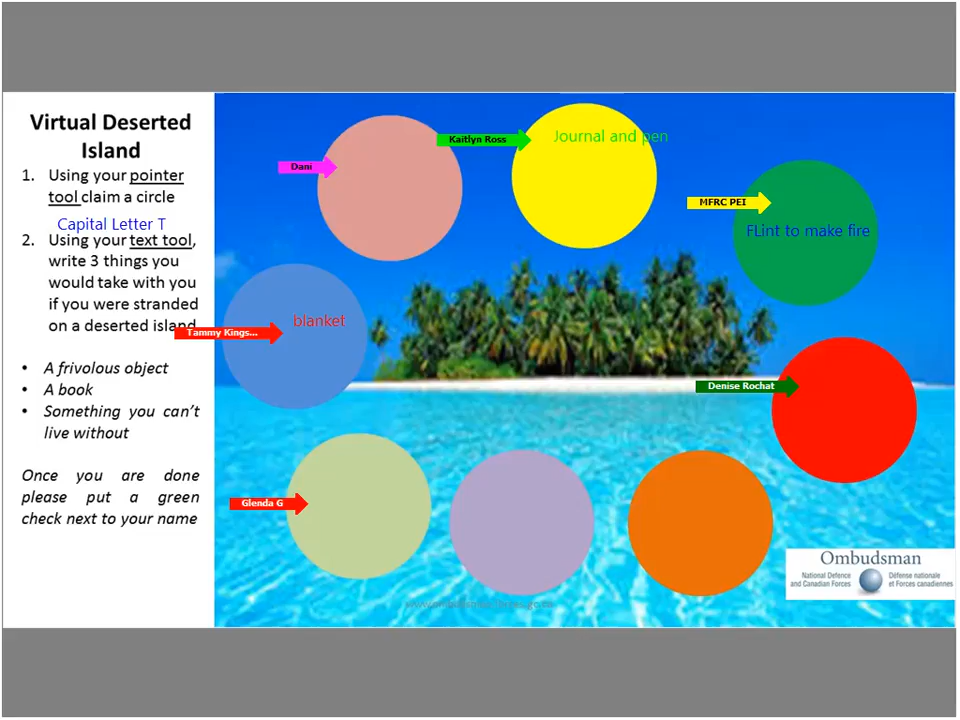 Virtual Deserted
Island
1. Using your pointer
tool claim a circle
Capital Letter T
2. Using your text tool,
write 3 things you
would take with you
if you were stranded
on a deserted island
• A frivolous object
• A book
• Something you can't
live without
Once you are done
please put a green
check next to your name
Dani
Kaitlyn Ross
Journal and pen
MFRC PEI
FLint to make fire
Tammy Kings...
blanket
Denise Rochat
Glenda G
Ombudsman
National Defence
and Canadian Forces
Défense nationale
et Forces canadiennes